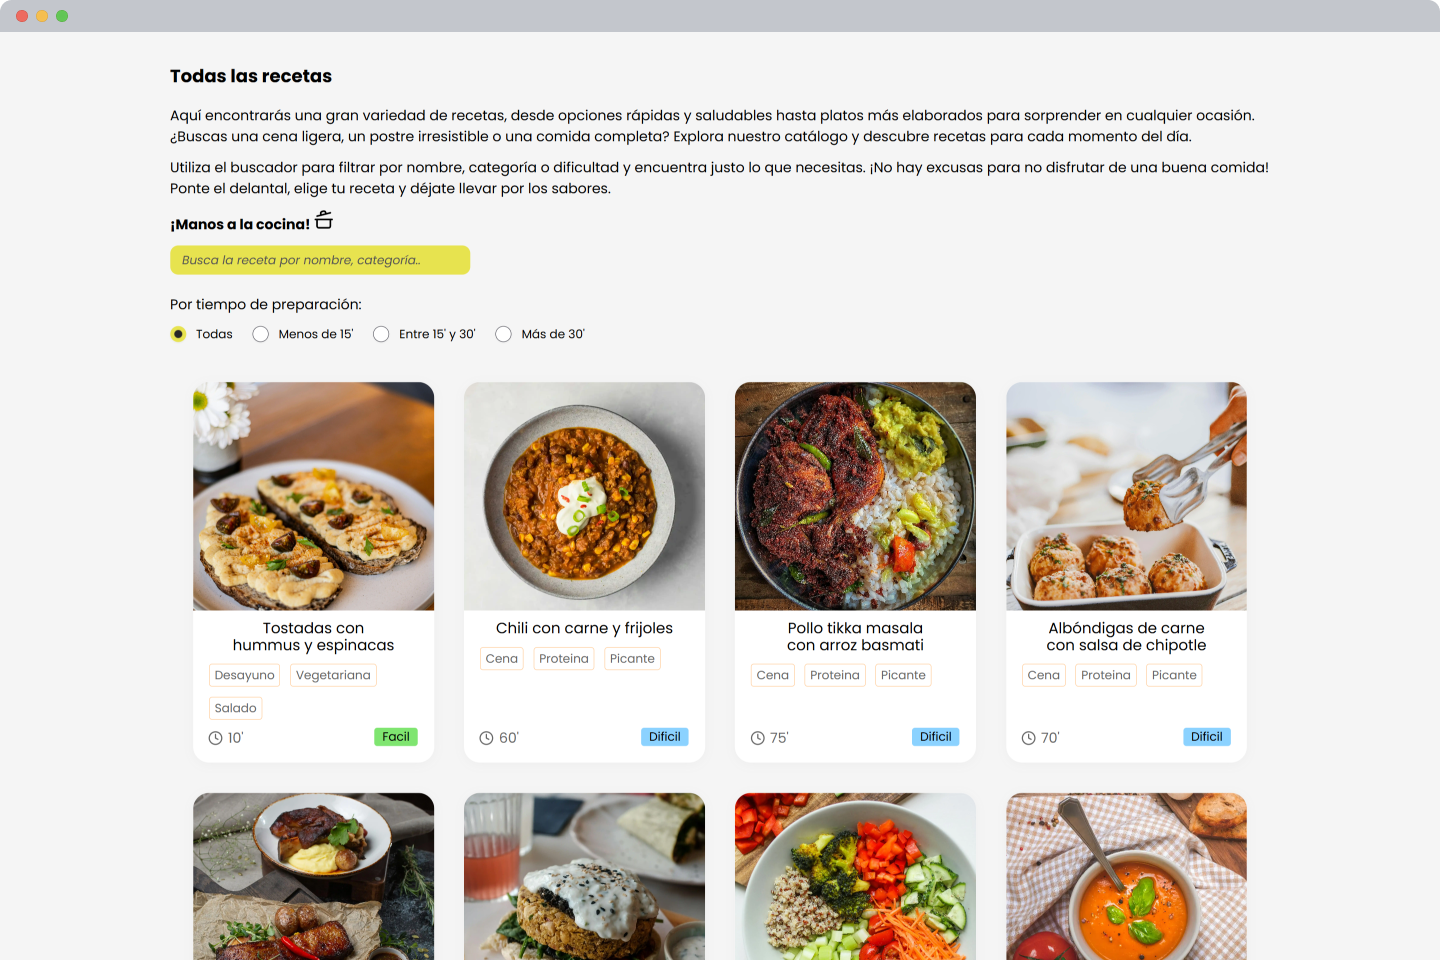 Todas las recetas
Aquí encontrarás una gran variedad de recetas, desde opciones rápidas y saludables hasta platos más elaborados para sorprender en cualquier ocasión.
¿Buscas una cena ligera, un postre irresistible o una comida completa? Explora nuestro catálogo y descubre recetas para cada momento del día.
Utiliza el buscador para filtrar por nombre, categoría o dificultad y encuentra justo lo que necesitas. ¡No hay excusas para no disfrutar de una buena comida!
Ponte el delantal, elige tu receta y déjate llevar por los sabores.
¡Manos a la cocina!
Busca la receta por nombre, categoría..
Por tiempo de preparación:
Todas Menos de 15' Entre 15' y 30' Más de 30'
Tostadas con
hummus y espinacas
Desayuno Vegetariana
Salado
10' Facil
Chili con carne y frijoles
Cena Proteina Picante
60' Dificil
Pollo tikka masala
con arroz basmati
Cena Proteina Picante
75' Dificil
Albóndigas de carne
con salsa de chipotle
Cena Proteina Picante
70' Dificil